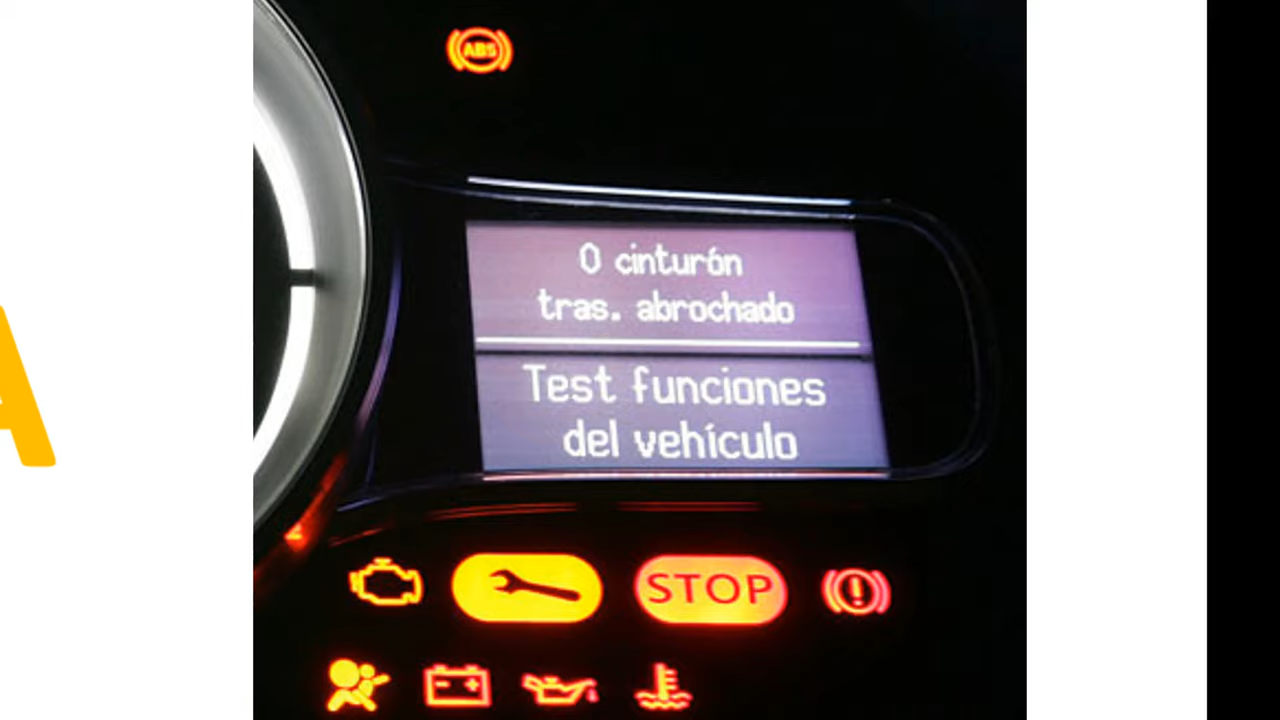 ABS
0 cinturón
tras. abrochado
Test funciones
del vehículo
STOP
A